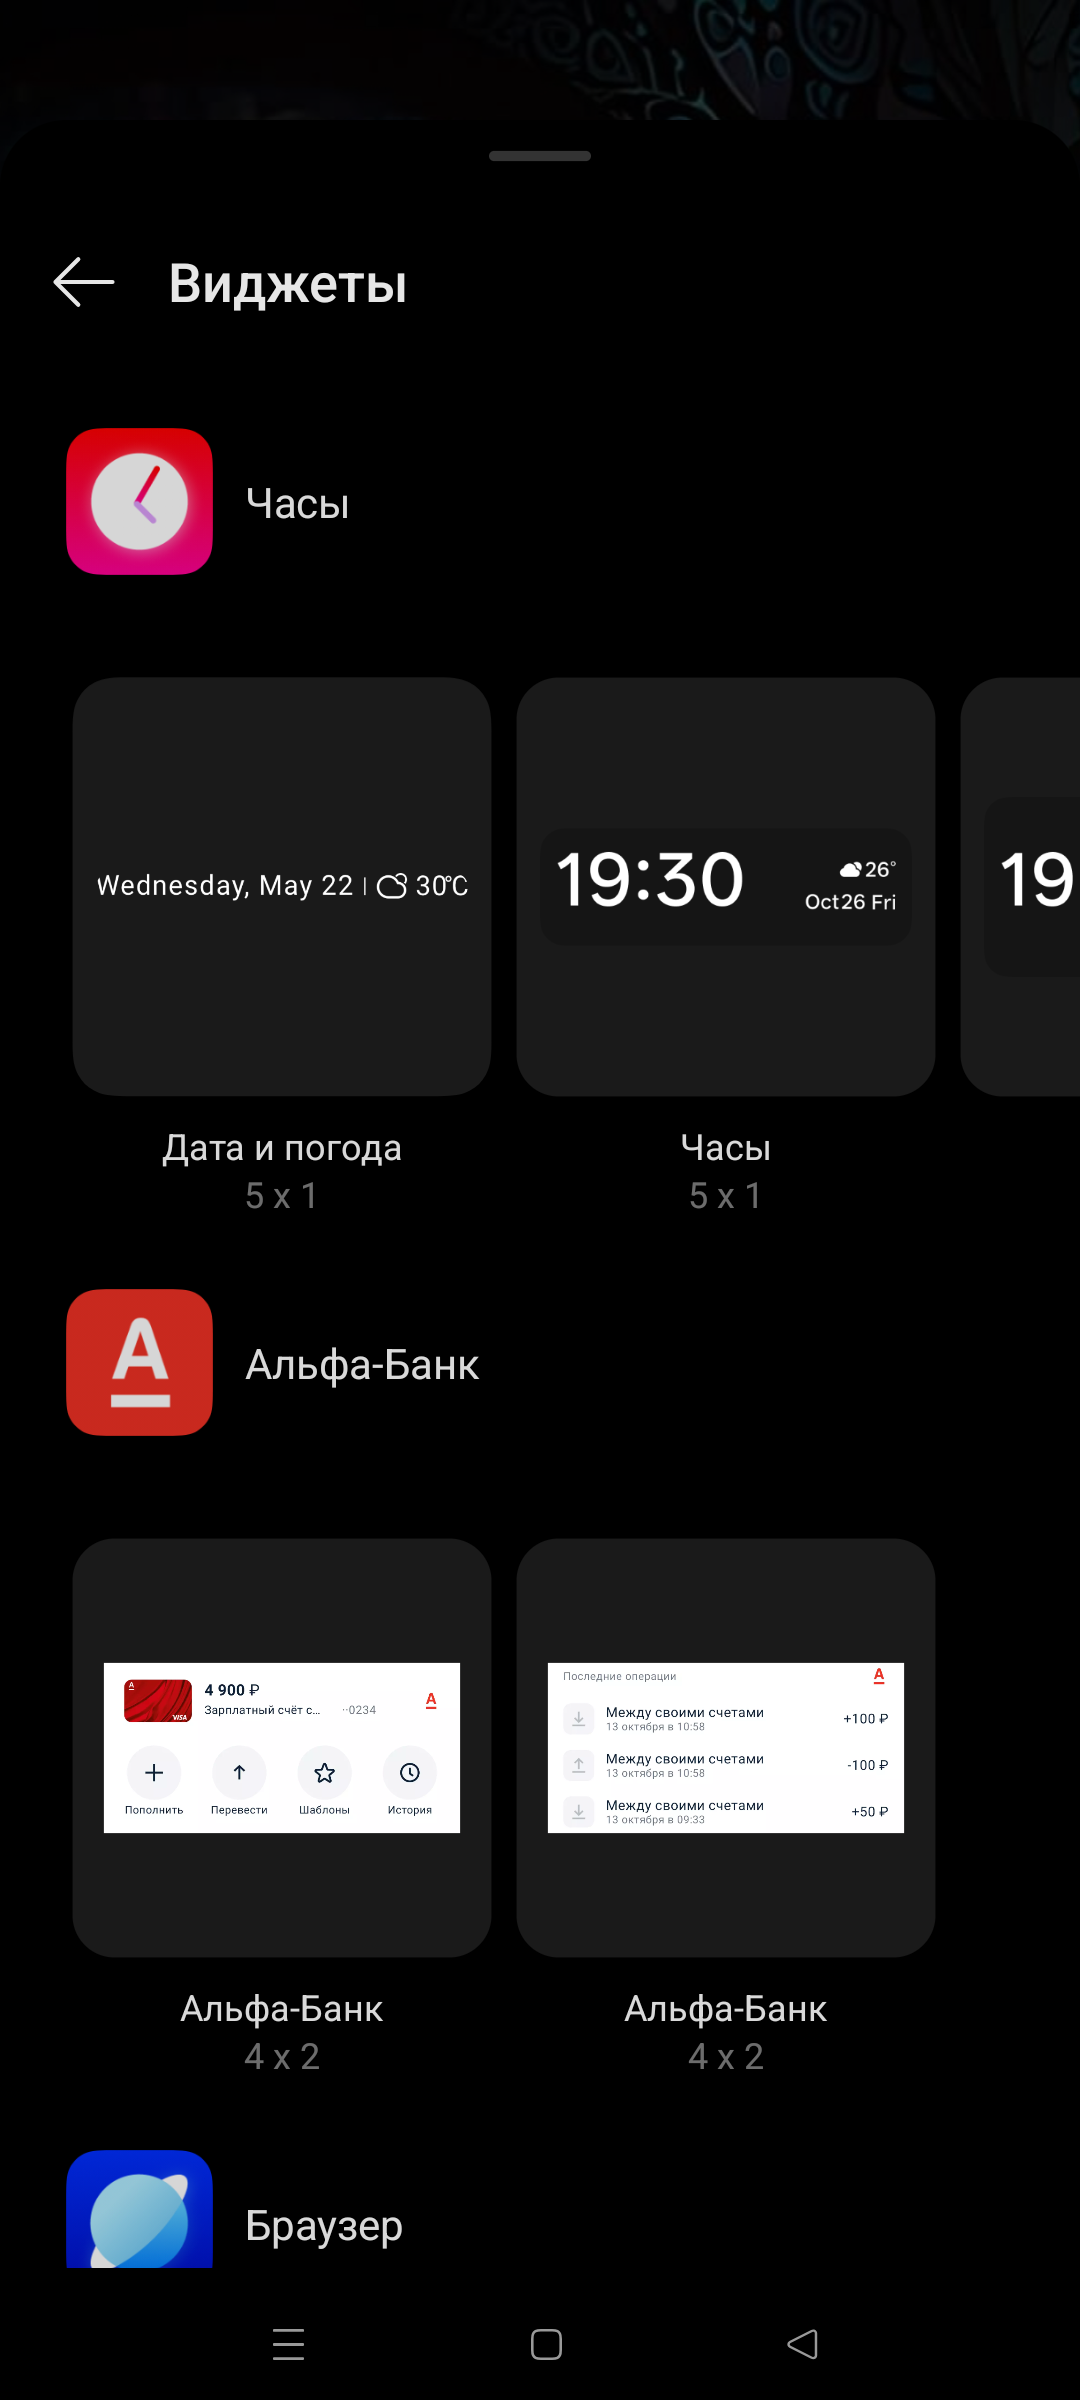 Виджеты
Часы
Wednesday, May 22 | 30°C
19:30
26°
Oct 26 Fri
19
Дата и погода
5 x 1
Часы
5 x 1
А
Альфа-Банк
4 900 ₽
Зарплатный счёт с... ··0234
А
VISA
Пополнить
Перевести
Шаблоны
История
Последние операции
А
Между своими счетами
13 октября в 10:58
+100 ₽
Между своими счетами
13 октября в 10:58
-100 ₽
Между своими счетами
13 октября в 09:33
+50 ₽
Альфа-Банк
4 x 2
Альфа-Банк
4 x 2
Браузер